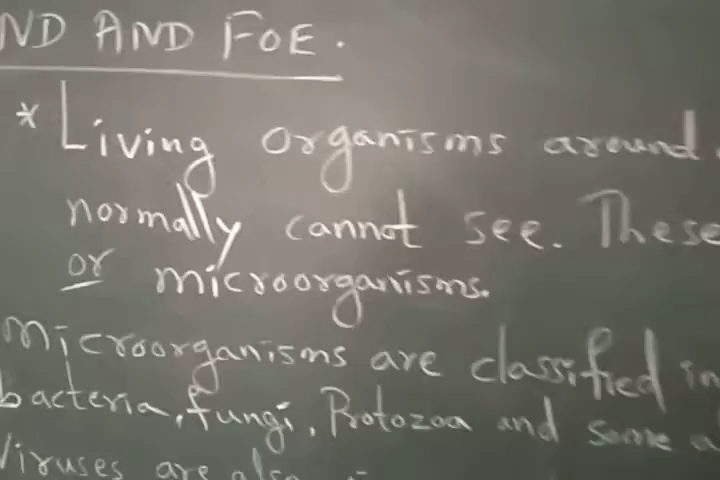 ND AND FOE.
* Living organisms around
normally cannot see. These
or microorganisms.
Microorganisms are classified in
bacteria, fungi, Protozoa and some a
Viruses are also